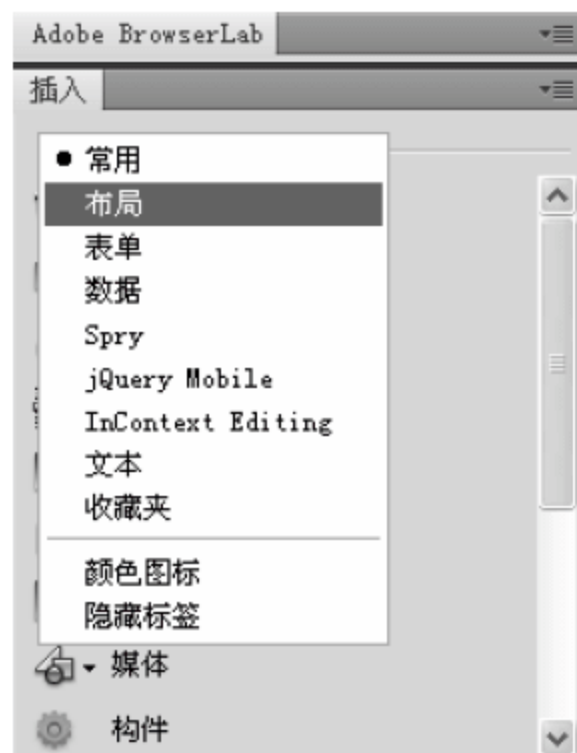 Adobe BrowserLab
插入
常用
布局
表单
数据
Spry
jQuery Mobile
InContext Editing
文本
收藏夹
颜色图标
隐藏标签
媒体
构件